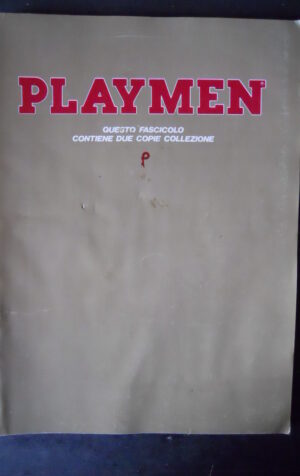 PLAYMEN
QUESTO FASCICOLO
CONTIENE DUE COPIE COLLEZIONE